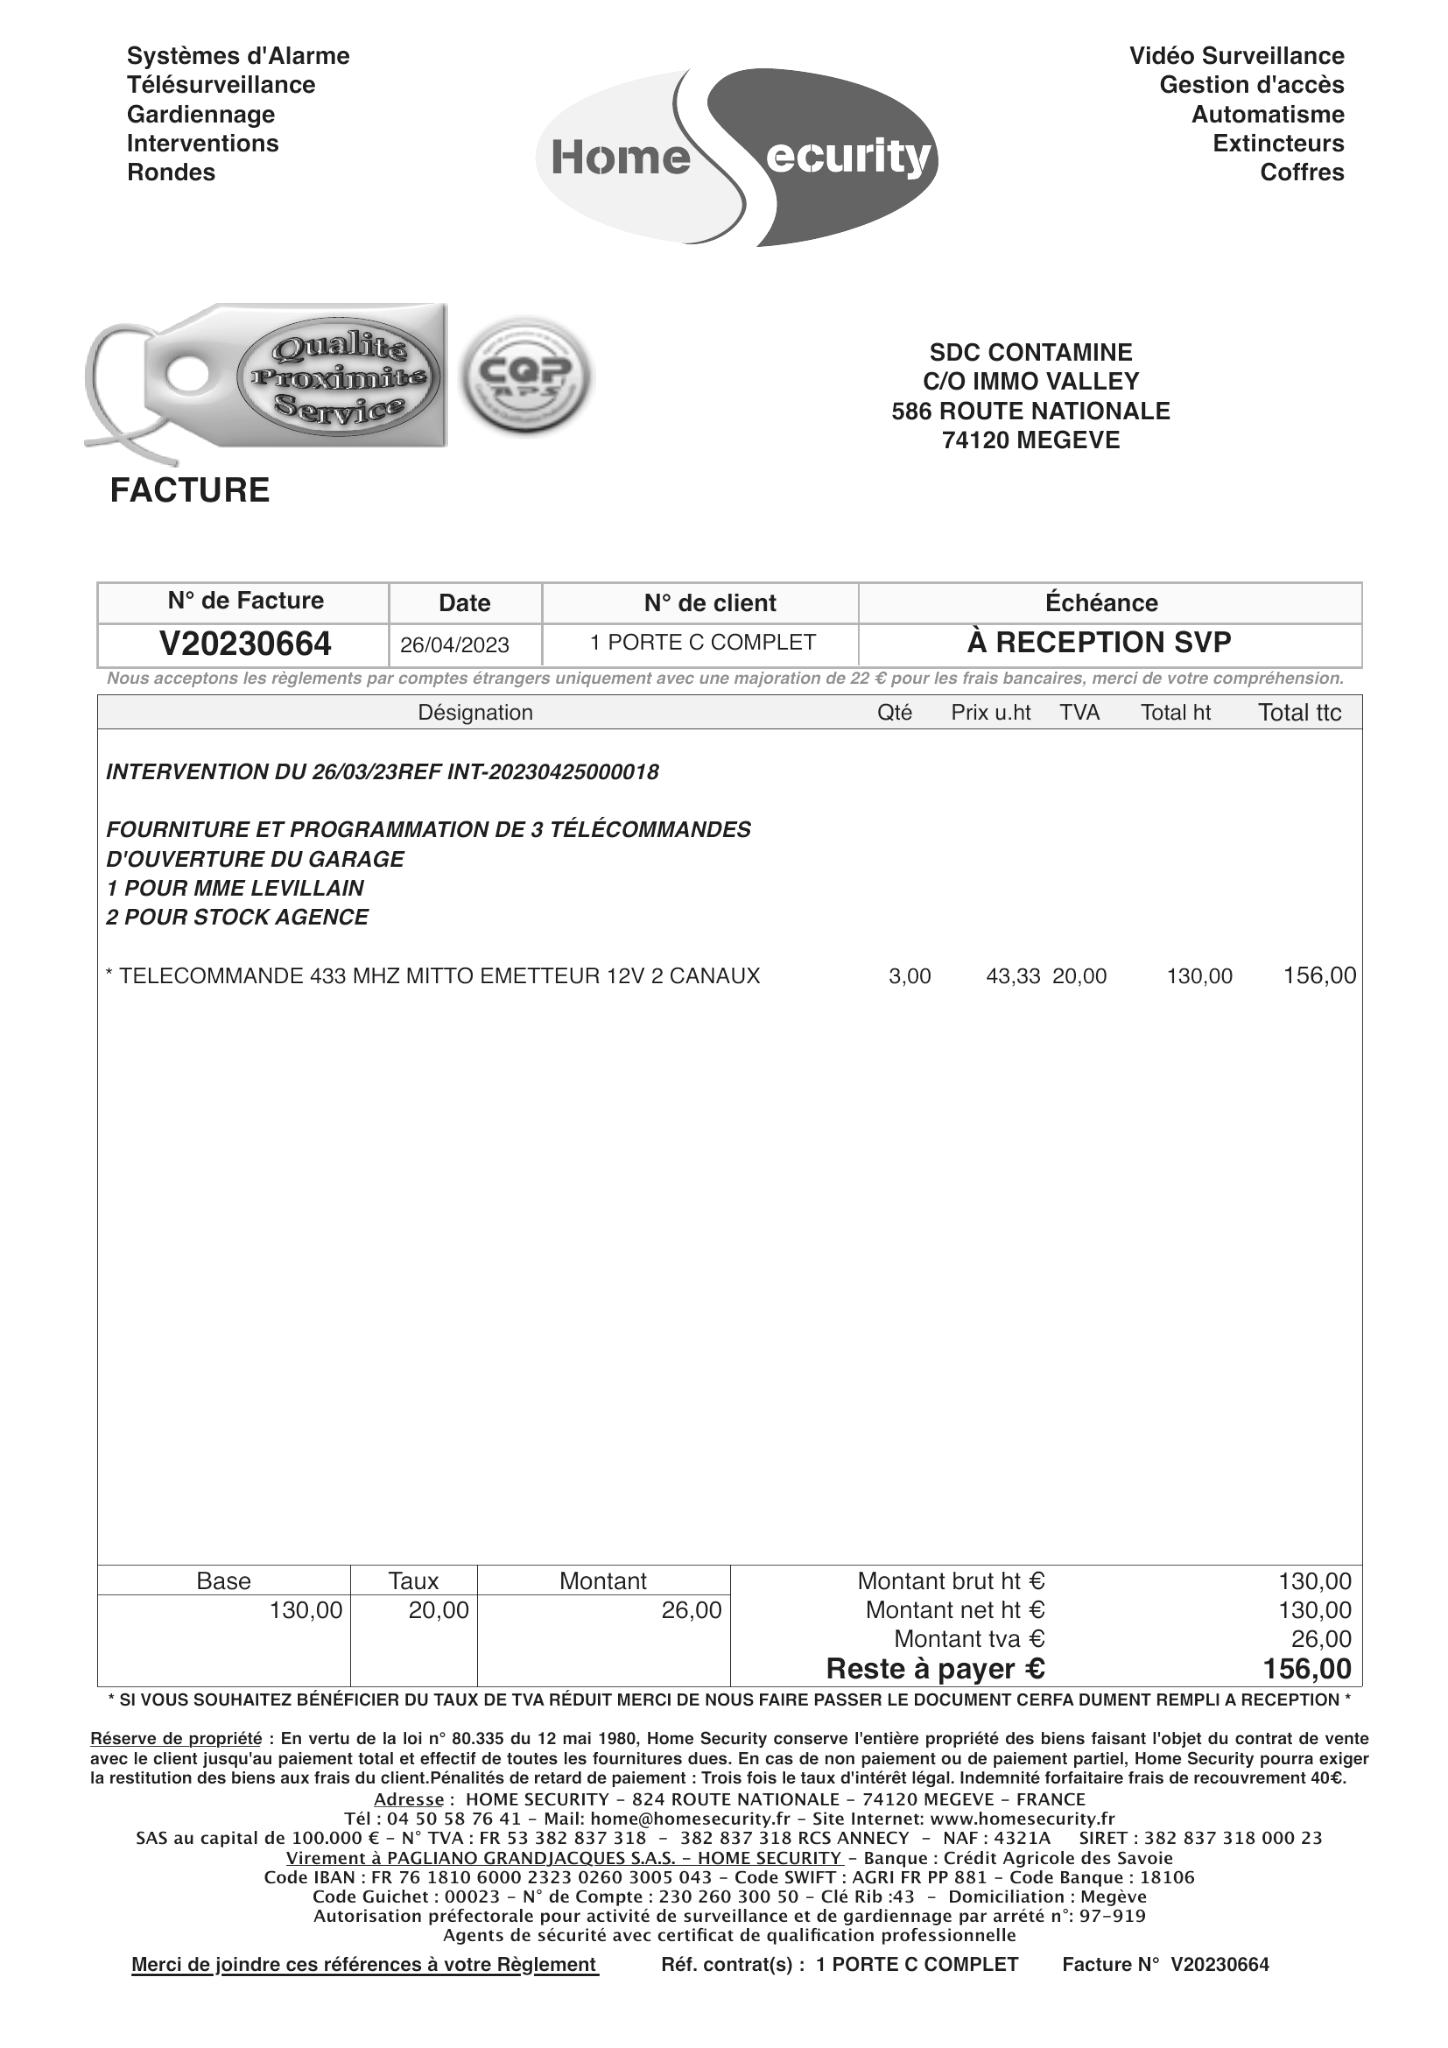 Systèmes d'Alarme
Télésurveillance
Gardiennage
Interventions
Rondes
Home Security
Vidéo Surveillance
Gestion d'accès
Automatisme
Extincteurs
Coffres
Qualité
Proximité
Service
CQP
APS
SDC CONTAMINE
C/O IMMO VALLEY
586 ROUTE NATIONALE
74120 MEGEVE
FACTURE
N° de Facture Date N° de client Échéance
V20230664 26/04/2023 1 PORTE C COMPLET À RECEPTION SVP
Nous acceptons les règlements par comptes étrangers uniquement avec une majoration de 22 € pour les frais bancaires, merci de votre compréhension.
Désignation Qté Prix u.ht TVA Total ht Total ttc
INTERVENTION DU 26/03/23REF INT-20230425000018
FOURNITURE ET PROGRAMMATION DE 3 TÉLÉCOMMANDES
D'OUVERTURE DU GARAGE
1 POUR MME LEVILLAIN
2 POUR STOCK AGENCE
* TELECOMMANDE 433 MHZ MITTO EMETTEUR 12V 2 CANAUX 3,00 43,33 20,00 130,00 156,00
Base Taux Montant Montant brut ht € 130,00
130,00 20,00 26,00 Montant net ht € 130,00
Montant tva € 26,00
Reste à payer € 156,00
* SI VOUS SOUHAITEZ BÉNÉFICIER DU TAUX DE TVA RÉDUIT MERCI DE NOUS FAIRE PASSER LE DOCUMENT CERFA DUMENT REMPLI A RECEPTION *
Réserve de propriété : En vertu de la loi n° 80.335 du 12 mai 1980, Home Security conserve l'entière propriété des biens faisant l'objet du contrat de vente
avec le client jusqu'au paiement total et effectif de toutes les fournitures dues. En cas de non paiement ou de paiement partiel, Home Security pourra exiger
la restitution des biens aux frais du client.Pénalités de retard de paiement : Trois fois le taux d'intérêt légal. Indemnité forfaitaire frais de recouvrement 40€.
Adresse : HOME SECURITY – 824 ROUTE NATIONALE – 74120 MEGEVE – FRANCE
Tél : 04 50 58 76 41 – Mail: home@homesecurity.fr – Site Internet: www.homesecurity.fr
SAS au capital de 100.000 € – N° TVA : FR 53 382 837 318 – 382 837 318 RCS ANNECY – NAF : 4321A SIRET : 382 837 318 000 23
Virement à PAGLIANO GRANDJACQUES S.A.S. – HOME SECURITY – Banque : Crédit Agricole des Savoie
Code IBAN : FR 76 1810 6000 2323 0260 3005 043 – Code SWIFT : AGRI FR PP 881 – Code Banque : 18106
Code Guichet : 00023 – N° de Compte : 230 260 300 50 – Clé Rib :43 – Domiciliation : Megève
Autorisation préfectorale pour activité de surveillance et de gardiennage par arrété n°: 97–919
Agents de sécurité avec certificat de qualification professionnelle
Merci de joindre ces références à votre Règlement Réf. contrat(s) : 1 PORTE C COMPLET Facture N° V20230664